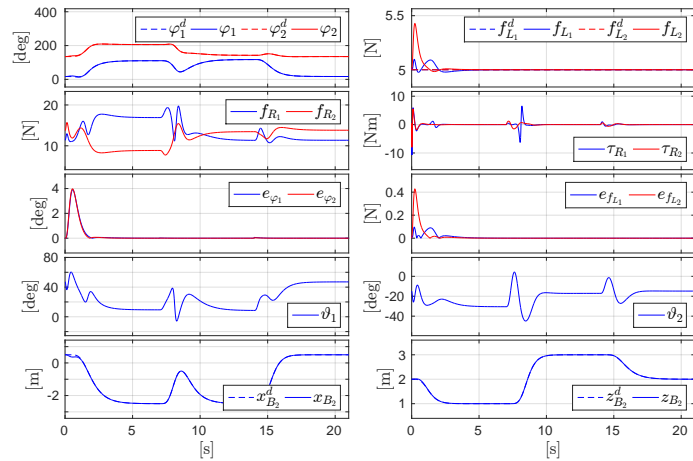 φ₁ᵈ φ₁ φ₂ᵈ φ₂
[deg]
400
200
0
f_{R₁} f_{R₂}
[N]
20
10
e_{φ₁} e_{φ₂}
[deg]
4
2
0
[deg]
80
60
40
20
0
ϑ₁
[m]
0
-2
x_{B₂}ᵈ x_{B₂}
0 5 10 15 20
[s]
f_{L₁}ᵈ f_{L₁} f_{L₂}ᵈ f_{L₂}
[N]
5.5
5
[Nm]
10
0
-10
τ_{R₁} τ_{R₂}
e_{f_{L₁}} e_{f_{L₂}}
[N]
0.4
0.2
0
[deg]
0
-20
-40
ϑ₂
[m]
3
2
1
z_{B₂}ᵈ z_{B₂}
0 5 10 15 20
[s]